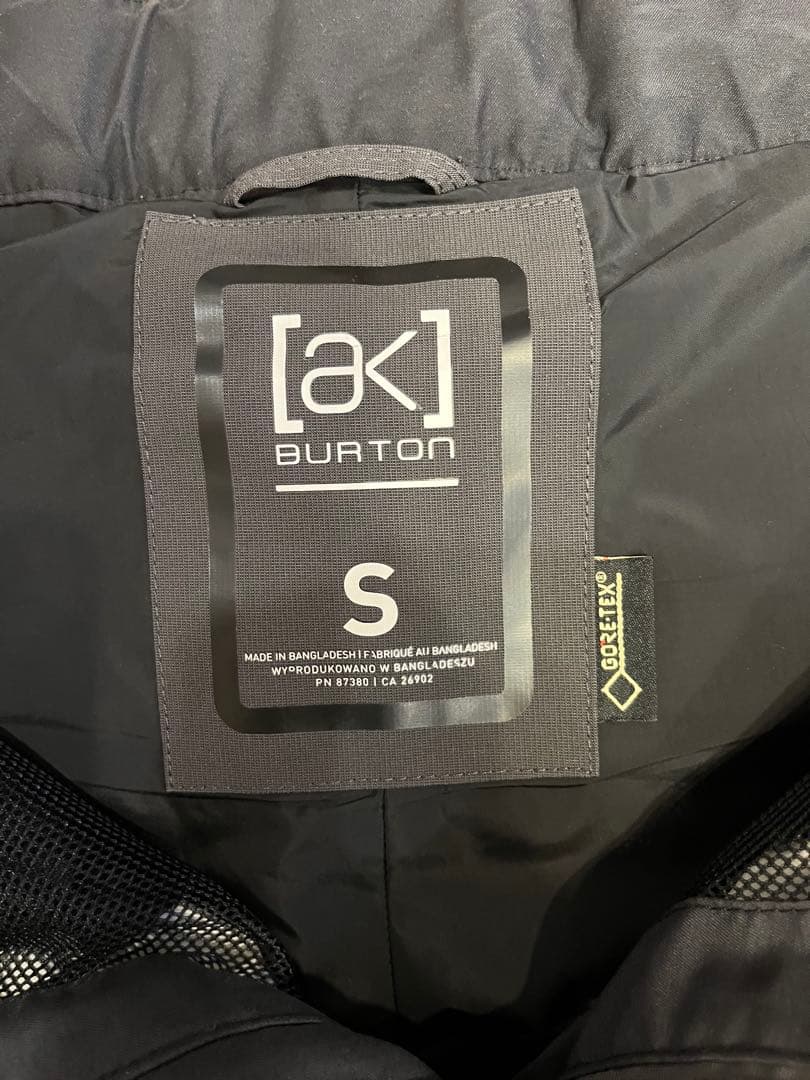 [ak]
BURTON
S
MADE IN BANGLADESH | FABRIQUÉ AU BANGLADESH
WYPRODUKOWANO W BANGLADESZU
PN 87380 | CA 26902
GORE-TEX®